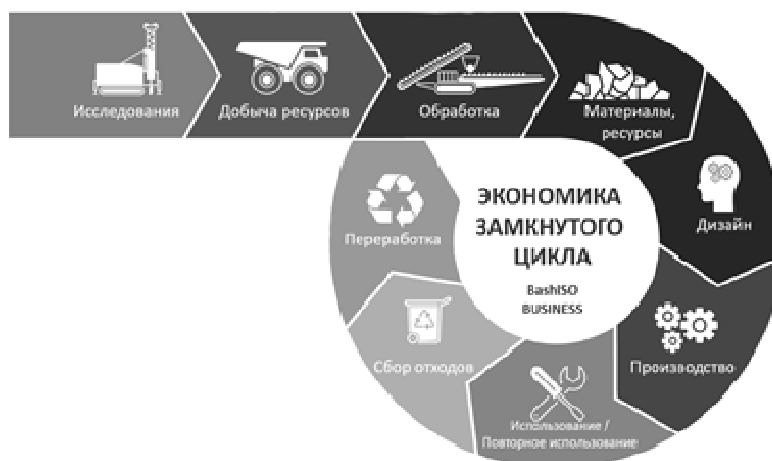 Исследования
Добыча ресурсов
Обработка
Материалы,
ресурсы
Дизайн
Производство
Использование /
Повторное использование
Сбор отходов
Переработка
ЭКОНОМИКА
ЗАМКНУТОГО
ЦИКЛА
BashISO
BUSINESS